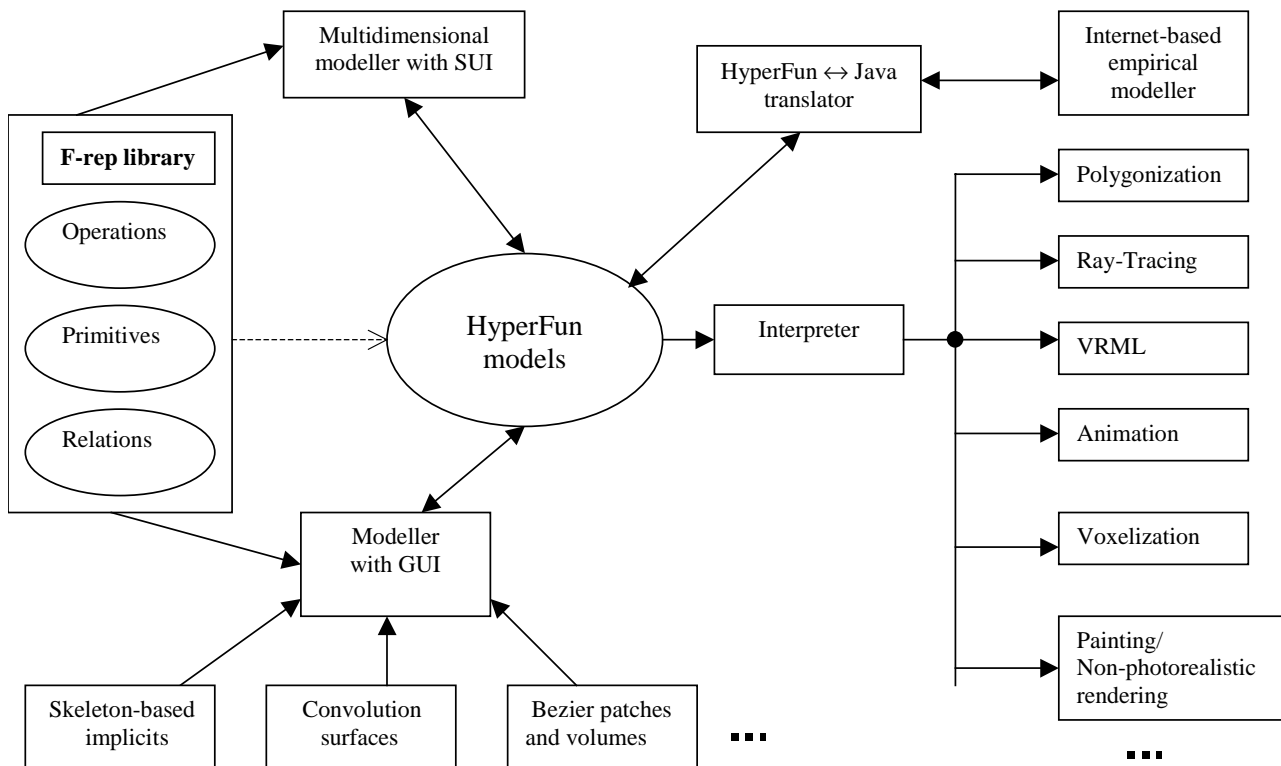 Multidimensional
modeller with SUI
HyperFun ↔ Java
translator
Internet-based
empirical
modeller
F-rep library
Operations
Primitives
Relations
HyperFun
models
Interpreter
Polygonization
Ray-Tracing
VRML
Animation
Voxelization
Painting/
Non-photorealistic
rendering
Modeller
with GUI
Skeleton-based
implicits
Convolution
surfaces
Bezier patches
and volumes
...
...